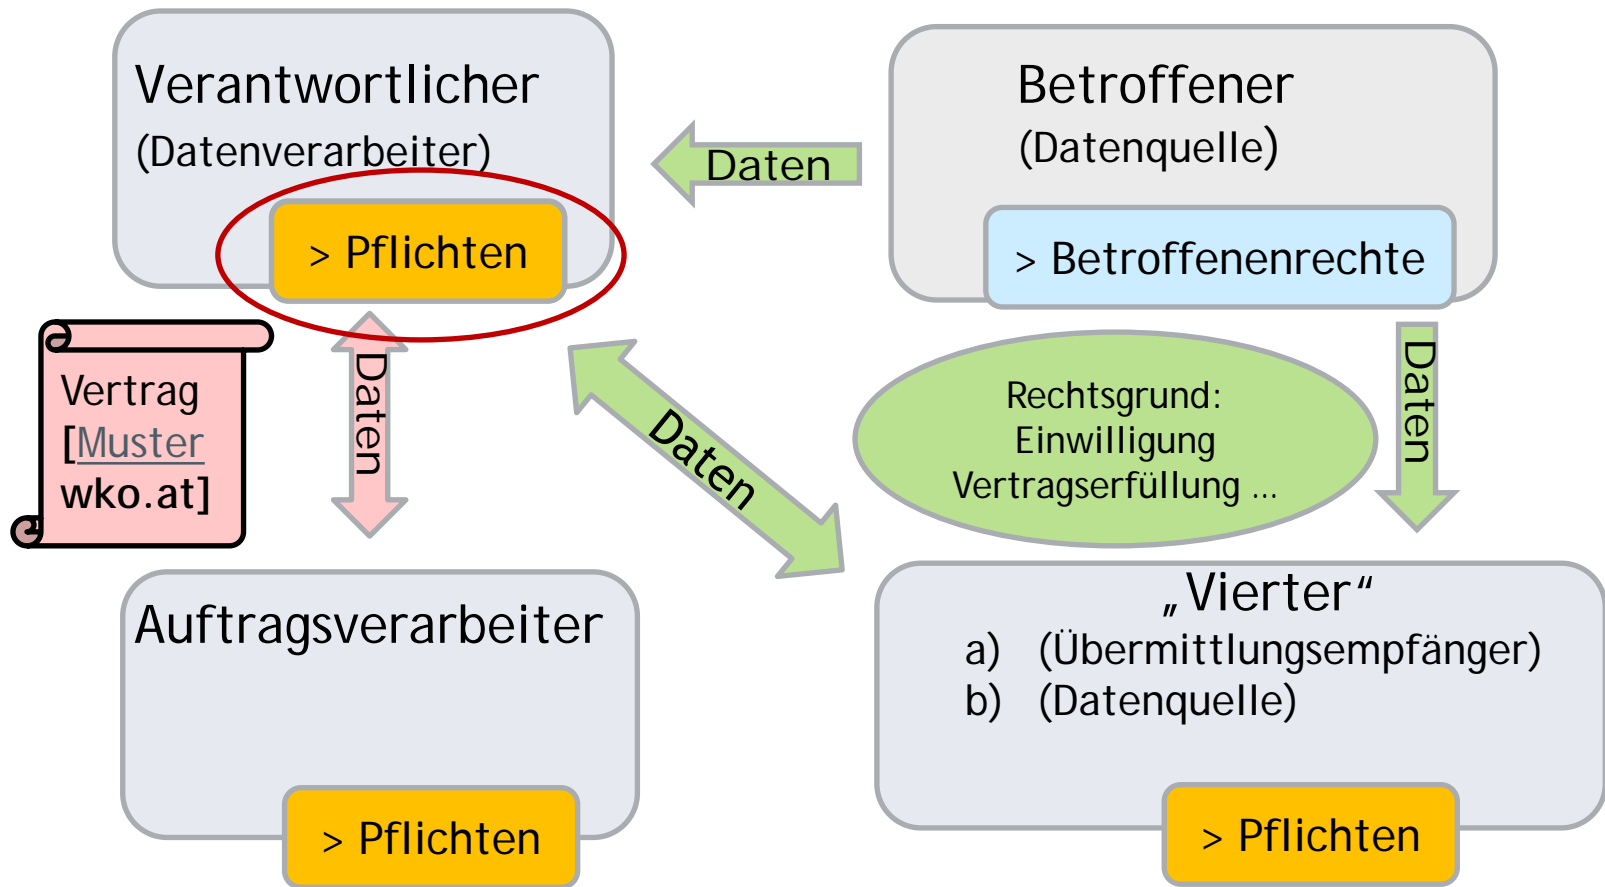 Verantwortlicher
(Datenverarbeiter)
> Pflichten
Daten
Betroffener
(Datenquelle)
> Betroffenenrechte
Vertrag
[Muster
wko.at]
Daten
Daten
Rechtsgrund:
Einwilligung
Vertragserfüllung ...
Daten
Auftragsverarbeiter
> Pflichten
„Vierter“
a) (Übermittlungsempfänger)
b) (Datenquelle)
> Pflichten